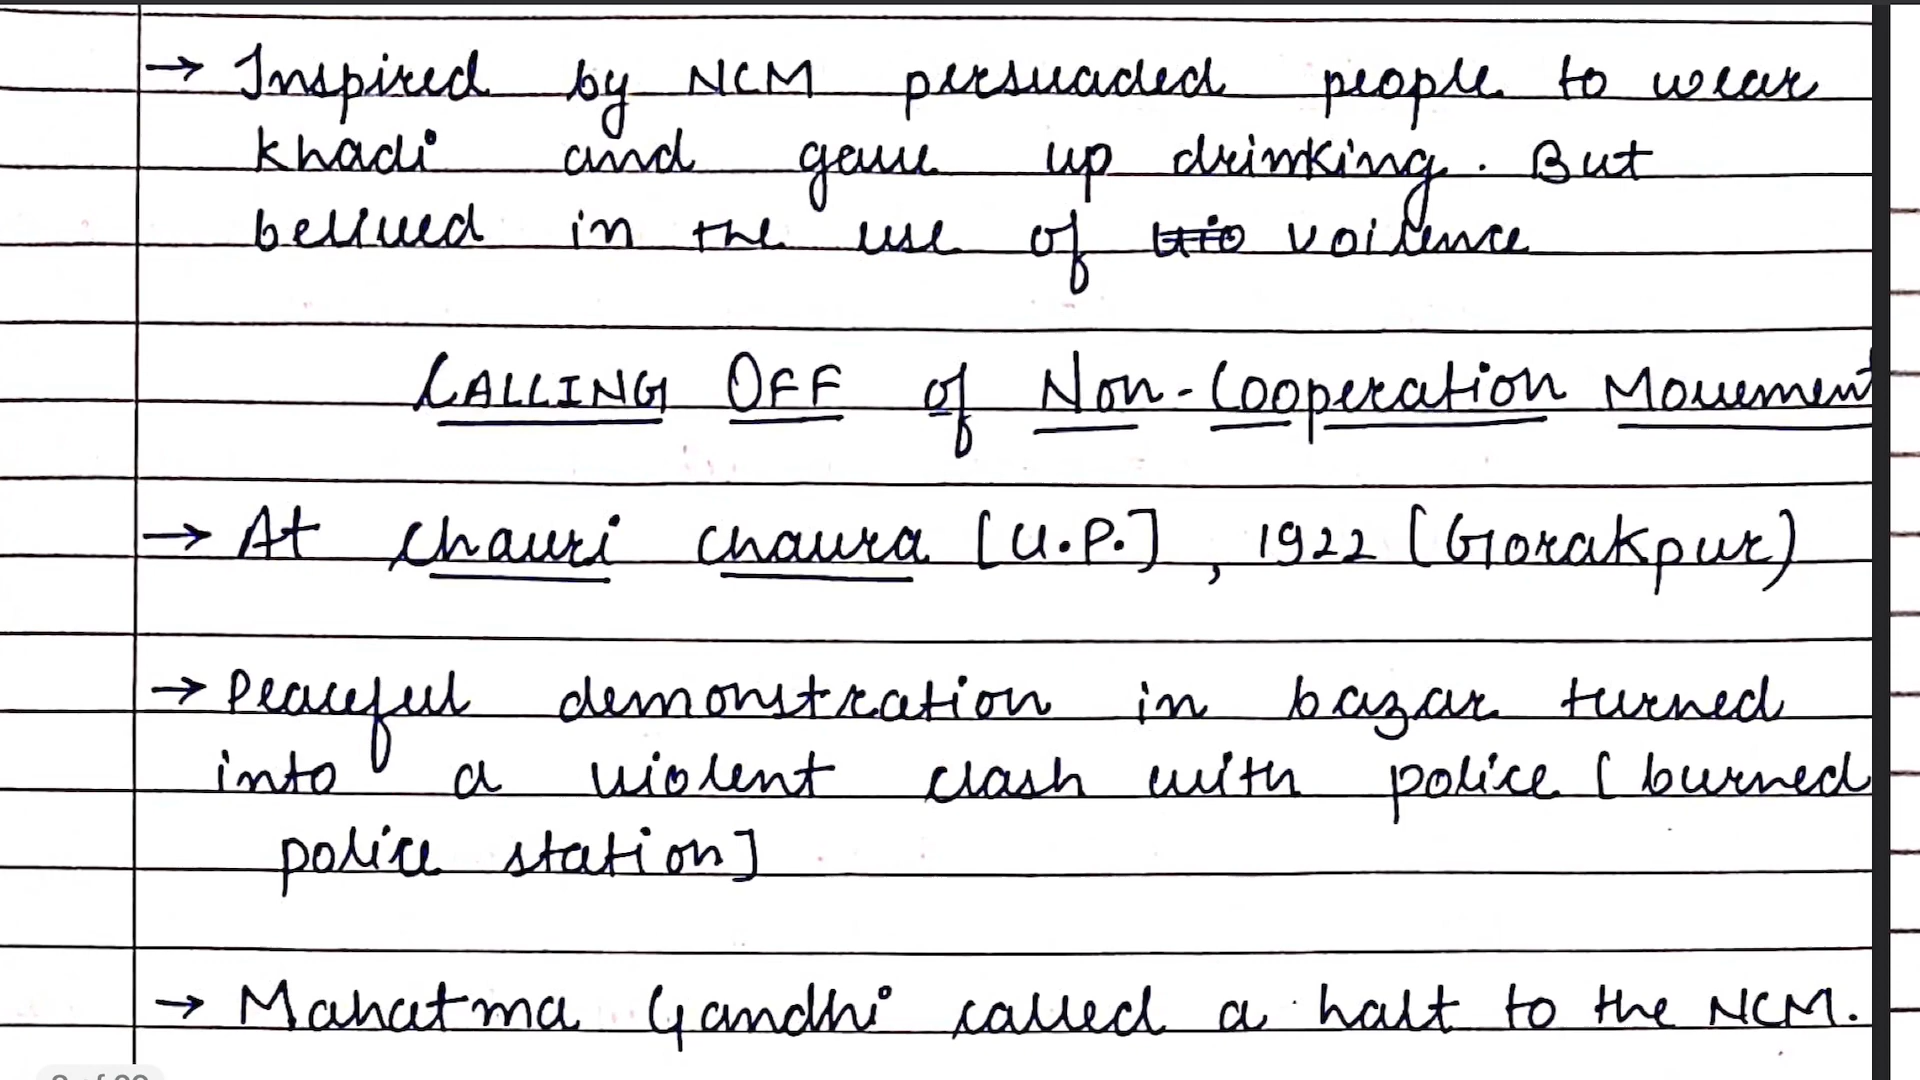 → Inspired by NCM persuaded people to wear
khadi and gave up drinking. But
believed in the use of voilence
CALLING OFF of Non-Cooperation Movement
→ At Chauri chaura [U.P.], 1922 [Gorakpur)
→ Peaceful demonstration in bazar turned
into a violent clash with police [burned
police station]
→ Mahatma Gandhi called a halt to the NCM.